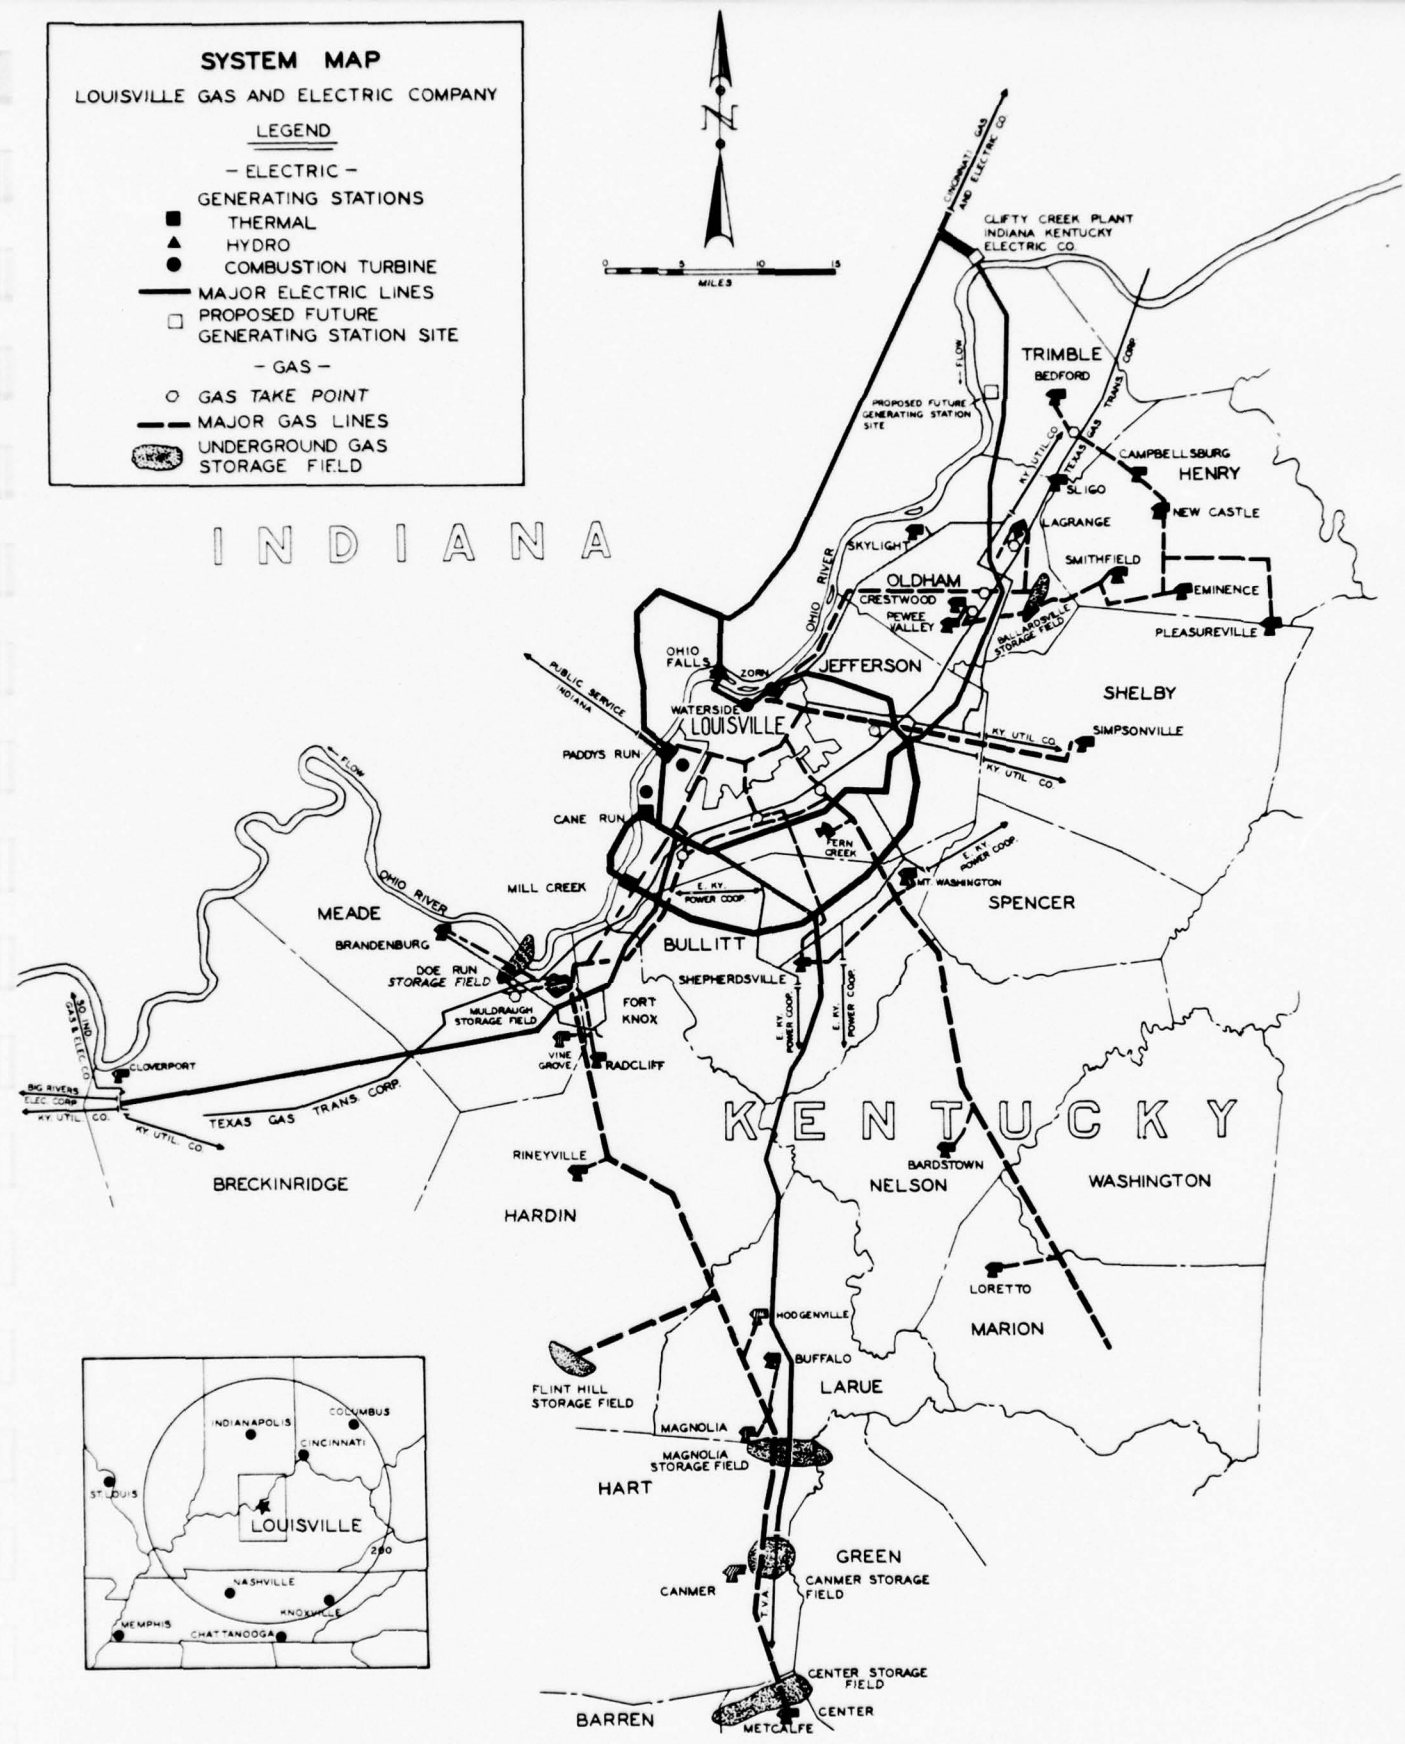 SYSTEM MAP
LOUISVILLE GAS AND ELECTRIC COMPANY
LEGEND
- ELECTRIC -
GENERATING STATIONS
THERMAL
HYDRO
COMBUSTION TURBINE
MAJOR ELECTRIC LINES
PROPOSED FUTURE
GENERATING STATION SITE
- GAS -
GAS TAKE POINT
MAJOR GAS LINES
UNDERGROUND GAS
STORAGE FIELD
N
0 5 10 15
MILES
CINCINNATI GAS
AND ELECTRIC CO.
CLIFTY CREEK PLANT
INDIANA KENTUCKY
ELECTRIC CO.
FLOW
TRIMBLE
BEDFORD
PROPOSED FUTURE
GENERATING STATION
SITE
KY UTIL CO.
TEXAS GAS TRANS CORP.
CAMPBELLSBURG
HENRY
SLIGO
NEW CASTLE
LAGRANGE
SKYLIGHT
INDIANA
OHIO RIVER
OLDHAM
SMITHFIELD
CRESTWOOD
EMINENCE
PEWEE
VALLEY
BALLARDSVILLE
STORAGE FIELD
PLEASUREVILLE
OHIO
FALLS
ZORN
JEFFERSON
PUBLIC SERVICE
INDIANA
SHELBY
WATERSIDE
LOUISVILLE
KY UTIL CO.
SIMPSONVILLE
PADDYS RUN
KY UTIL CO.
FLOW
CANE RUN
FERN
CREEK
E. KY.
POWER COOP.
OHIO RIVER
MILL CREEK
E. KY.
POWER COOP.
MT. WASHINGTON
SPENCER
MEADE
BRANDENBURG
BULLITT
DOE RUN
STORAGE FIELD
SHEPHERDSVILLE
MULDRAUGH
STORAGE FIELD
FORT
KNOX
E. KY.
POWER COOP.
E. KY.
POWER COOP.
SO. IND.
GAS & ELEC. CO.
VINE
GROVE
RADCLIFF
CLOVERPORT
BIG RIVERS
ELEC. CORP.
KY. UTIL. CO.
KY UTIL. CO.
TEXAS GAS TRANS. CORP.
KENTUCKY
RINEYVILLE
BARDSTOWN
BRECKINRIDGE
NELSON
WASHINGTON
HARDIN
LORETTO
HODGENVILLE
MARION
BUFFALO
FLINT HILL
STORAGE FIELD
LARUE
MAGNOLIA
MAGNOLIA
STORAGE FIELD
HART
GREEN
CANMER
CANMER STORAGE
FIELD
T.V.A.
CENTER STORAGE
FIELD
BARREN
CENTER
METCALFE
COLUMBUS
INDIANAPOLIS
CINCINNATI
ST. LOUIS
LOUISVILLE
200
NASHVILLE
KNOXVILLE
MEMPHIS
CHATTANOOGA